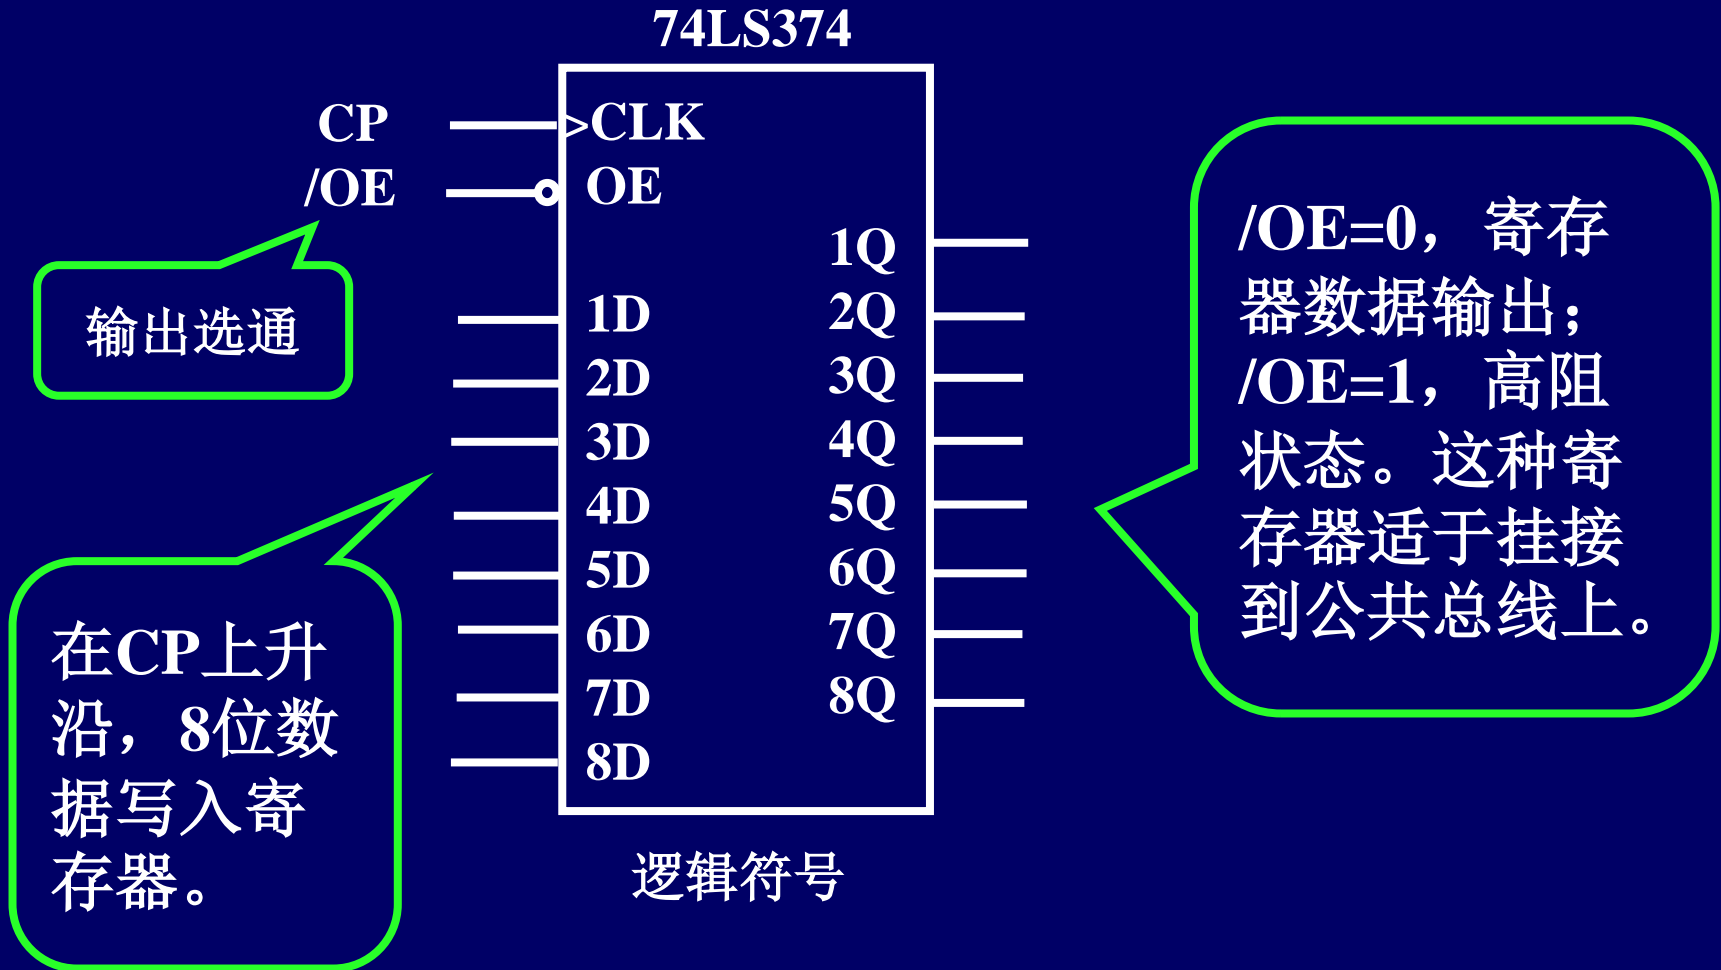 74LS374
CP
/OE
>CLK
OE
输出选通
1D
2D
3D
4D
5D
6D
7D
8D
1Q
2Q
3Q
4Q
5Q
6Q
7Q
8Q
在CP上升
沿，8位数
据写入寄
存器。
/OE=0，寄存
器数据输出；
/OE=1，高阻
状态。这种寄
存器适于挂接
到公共总线上。
逻辑符号